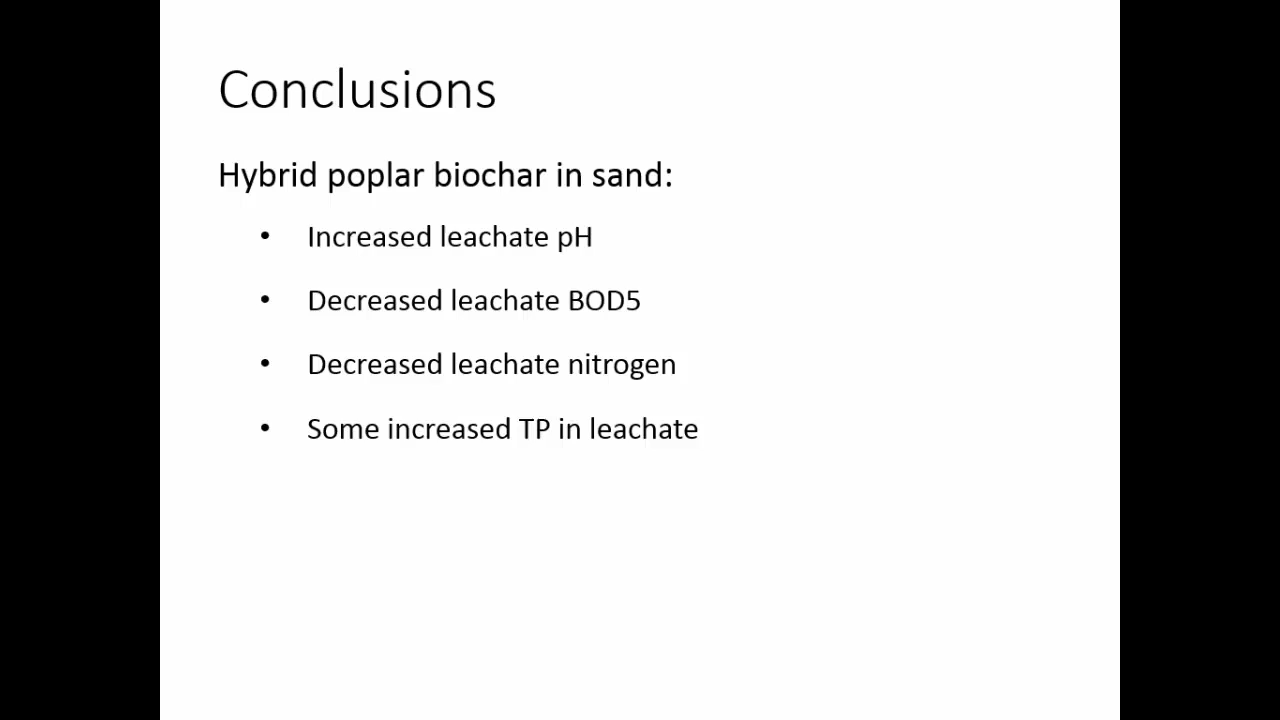 Conclusions
Hybrid poplar biochar in sand:
• Increased leachate pH
• Decreased leachate BOD5
• Decreased leachate nitrogen
• Some increased TP in leachate